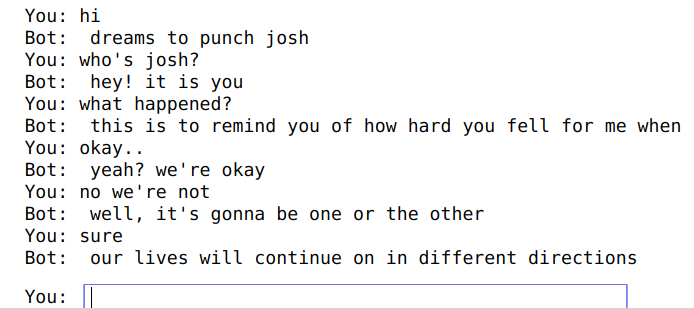 You: hi
Bot:  dreams to punch josh
You: who's josh?
Bot:  hey! it is you
You: what happened?
Bot:  this is to remind you of how hard you fell for me when
You: okay..
Bot:  yeah? we're okay
You: no we're not
Bot:  well, it's gonna be one or the other
You: sure
Bot:  our lives will continue on in different directions
You: